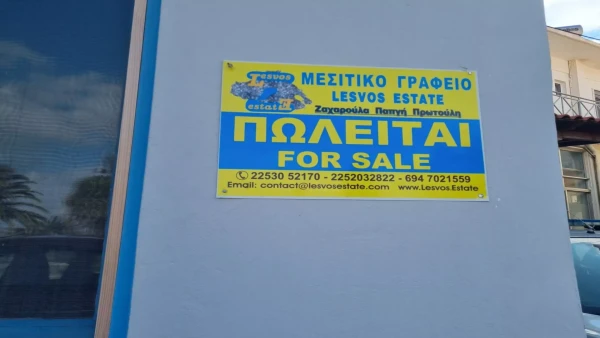 Lesvos
estate
ΜΕΣΙΤΙΚΟ ΓΡΑΦΕΙΟ
LESVOS ESTATE
Ζαχαρούλα Παπγή Πρωτούλη
ΠΩΛΕΙΤΑΙ
FOR SALE
22530 52170 - 2252032822 - 694 7021559
Email: contact@lesvosestate.com www.Lesvos.Estate